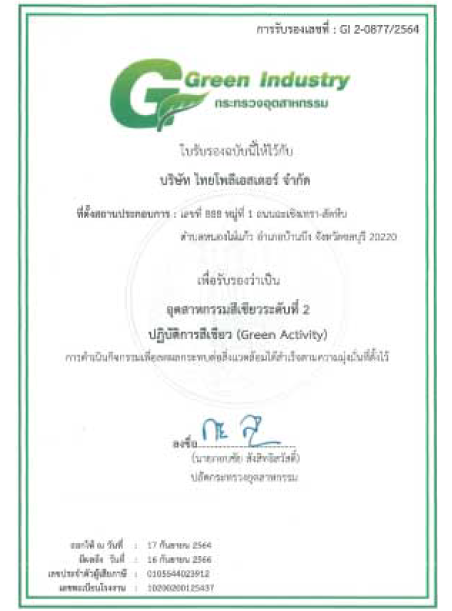 การรับรองเลขที่ : GI 2-0877/2564
Green Industry
กระทรวงอุตสาหกรรม
ใบรับรองฉบับนี้ให้ไว้กับ
บริษัท ไทยโพลีเอสเตอร์ จำกัด
ที่ตั้งสถานประกอบการ : เลขที่ 888 หมู่ที่ 1 ถนนฉะเชิงเทรา-สัตหีบ
ตำบลหนองไผ่แก้ว อำเภอบ้านบึง จังหวัดชลบุรี 20220
เพื่อรับรองว่าเป็น
อุตสาหกรรมสีเขียวระดับที่ 2
ปฏิบัติการสีเขียว (Green Activity)
การดำเนินกิจกรรมเพื่อลดผลกระทบต่อสิ่งแวดล้อมได้สำเร็จตามความมุ่งมั่นที่ตั้งไว้
ลงชื่อ
(นายกอบชัย สังสิทธิสวัสดิ์)
ปลัดกระทรวงอุตสาหกรรม
ออกให้ ณ วันที่ : 17 กันยายน 2564
มีผลถึง วันที่ : 16 กันยายน 2566
เลขประจำตัวผู้เสียภาษี : 0105544023912
เลขทะเบียนโรงงาน : 10200200125437